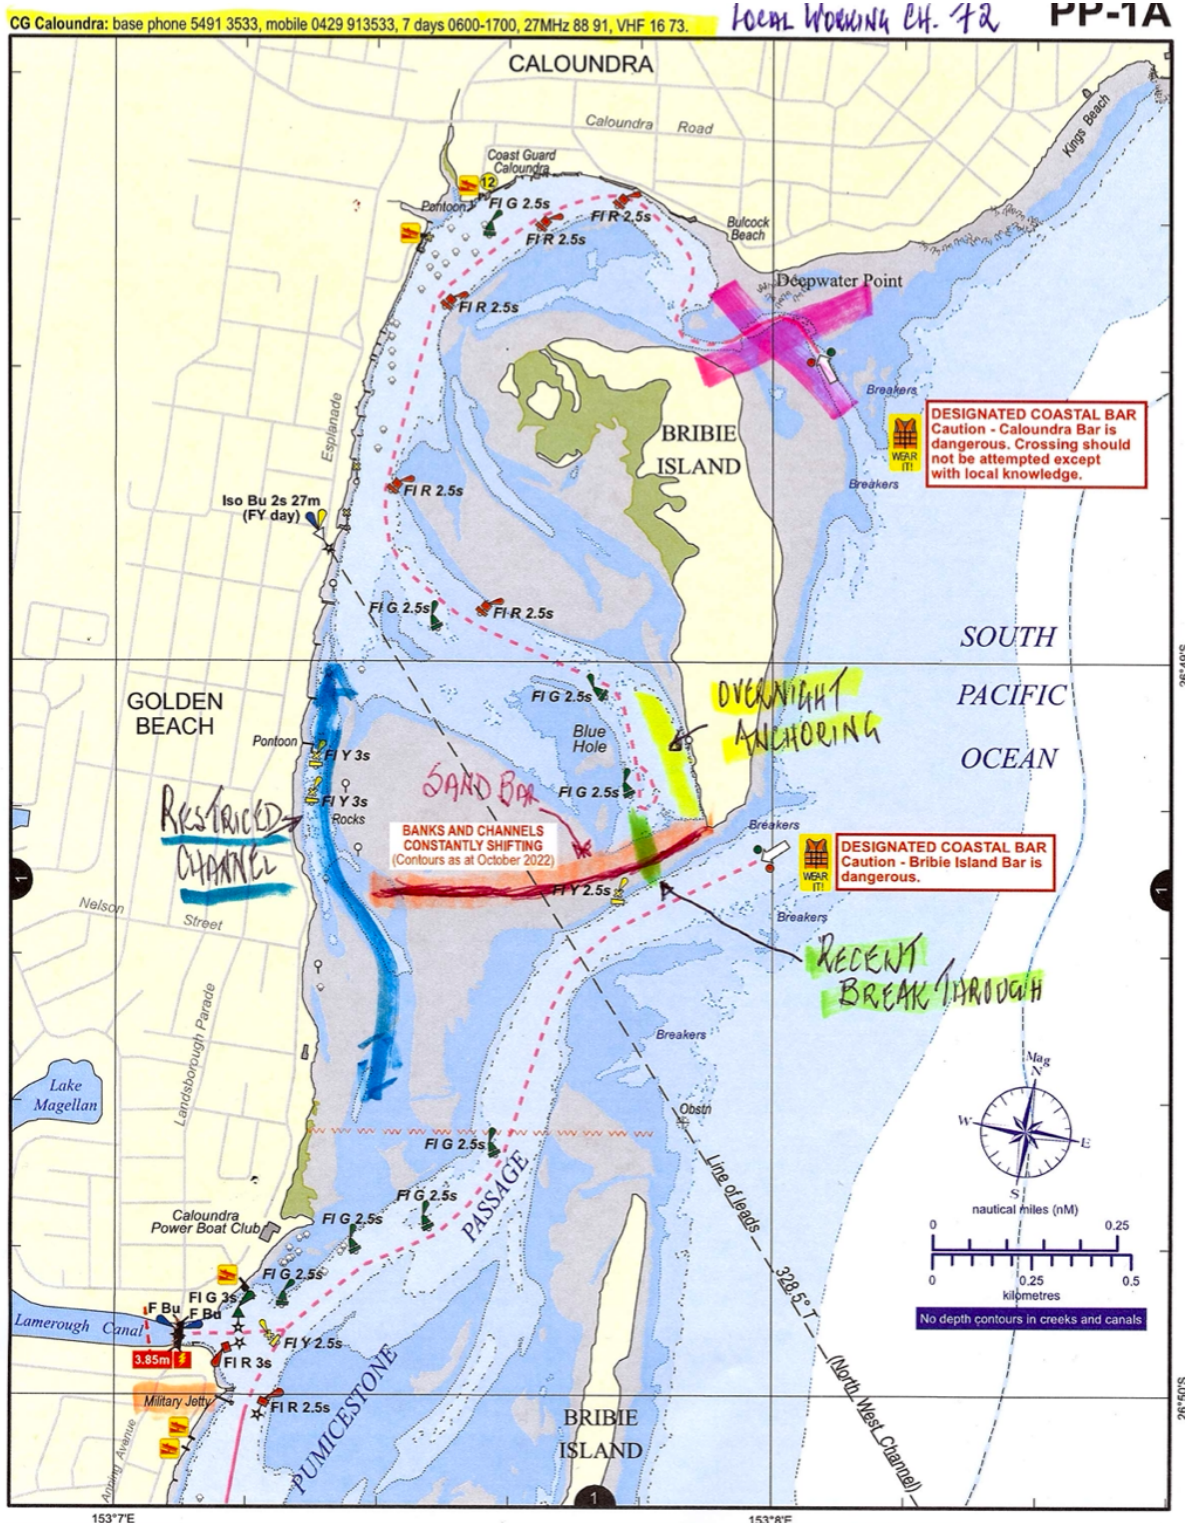 CG Caloundra: base phone 5491 3533, mobile 0429 913533, 7 days 0600-1700, 27MHz 88 91, VHF 16 73.
LOCAL WORKING CH. 72
PP-1A
CALOUNDRA
Caloundra Road
Kings Beach
Coast Guard
Caloundra
12
Pontoon
Fl G 2.5s
Fl R 2.5s
Fl R 2.5s
Bulcock
Beach
Deepwater Point
Fl R 2.5s
Breakers
DESIGNATED COASTAL BAR
Caution - Caloundra Bar is
dangerous. Crossing should
not be attempted except
with local knowledge.
WEAR
IT!
BRIBIE
ISLAND
Esplanade
Breakers
Fl R 2.5s
Iso Bu 2s 27m
(FY day)
Fl G 2.5s
Fl R 2.5s
SOUTH
PACIFIC
OCEAN
26°49'S
GOLDEN
BEACH
Fl G 2.5s
OVERNIGHT
ANCHORING
Blue
Hole
Pontoon
Fl Y 3s
Fl Y 3s
Rocks
Fl G 2.5s
SAND BAR
RESTRICED
CHANNEL
BANKS AND CHANNELS
CONSTANTLY SHIFTING
(Contours as at October 2022)
Breakers
DESIGNATED COASTAL BAR
Caution - Bribie Island Bar is
dangerous.
WEAR
IT!
1
1
Fl Y 2.5s
Nelson Street
Breakers
RECENT
BREAK THROUGH
Landsborough Parade
Breakers
Lake
Magellan
Obstn
Mag
N
W
E
S
Fl G 2.5s
PASSAGE
Line of leads
Fl G 2.5s
Caloundra
Power Boat Club
Fl G 2.5s
nautical miles (nM)
0 0.25
0 0.25 0.5
kilometres
No depth contours in creeks and canals
Fl G 2.5s
Fl G 3s
F Bu
F Bu
328.5° T
Lamerough Canal
Fl Y 2.5s
3.85m
Fl R 3s
(North West Channel)
Military Jetty
Fl R 2.5s
PUMICESTONE
BRIBIE
ISLAND
26°50'S
Anning Avenue
1
153°7'E
153°8'E